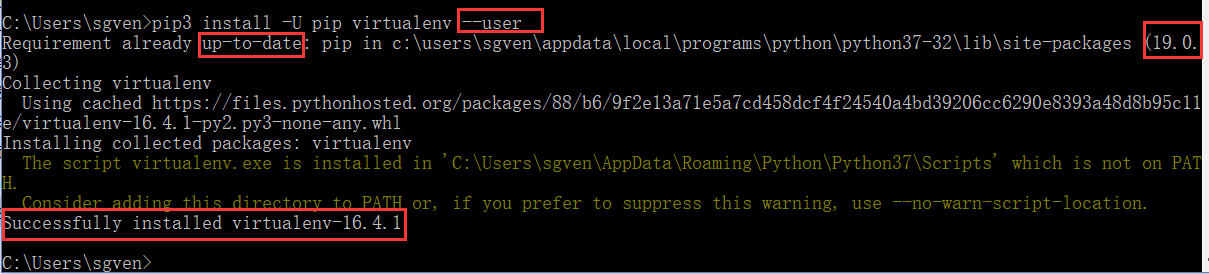 C:\Users\sgven>pip3 install -U pip virtualenv --user
Requirement already up-to-date: pip in c:\users\sgven\appdata\local\programs\python\python37-32\lib\site-packages (19.0.
3)
Collecting virtualenv
  Using cached https://files.pythonhosted.org/packages/88/b6/9f2e13a71e5a7cd458dcf4f24540a4bd39206cc6290e8393a48d8b95c11
e/virtualenv-16.4.1-py2.py3-none-any.whl
Installing collected packages: virtualenv
  The script virtualenv.exe is installed in 'C:\Users\sgven\AppData\Roaming\Python\Python37\Scripts' which is not on PAT
H.
  Consider adding this directory to PATH or, if you prefer to suppress this warning, use --no-warn-script-location.
Successfully installed virtualenv-16.4.1
C:\Users\sgven>